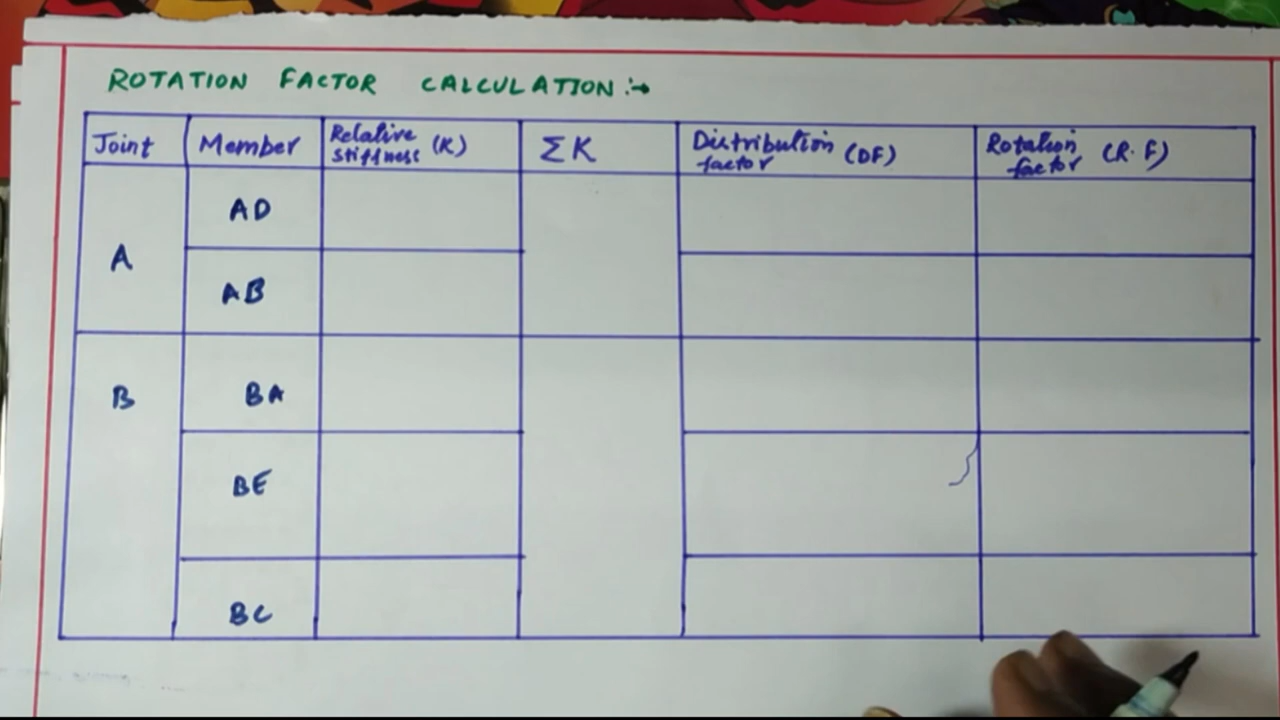 ROTATION FACTOR CALCULATION :→
Joint Member Relative stiffness (K) ΣK Distribution factor (DF) Rotation factor (R.F)
A
AD
AB
B
BA
BE
BC